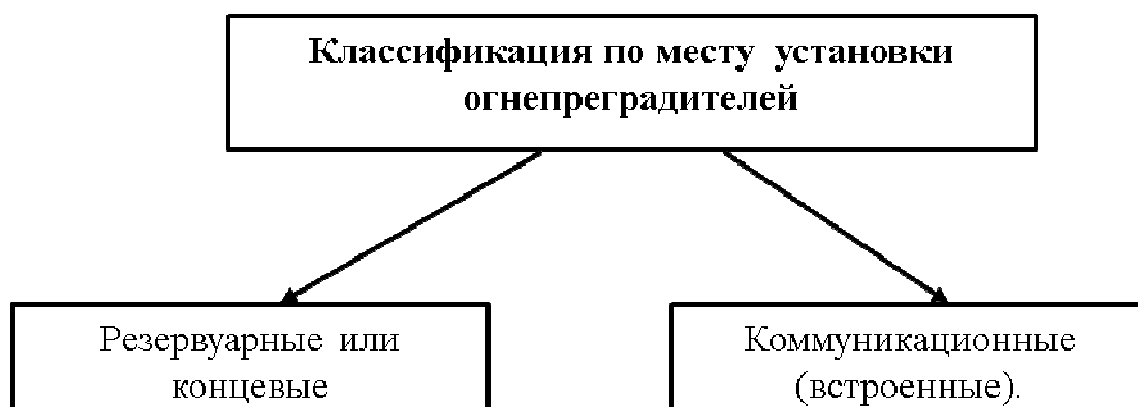 Классификация по месту установки
огнепреградителей
Резервуарные или
концевые
Коммуникационные
(встроенные).